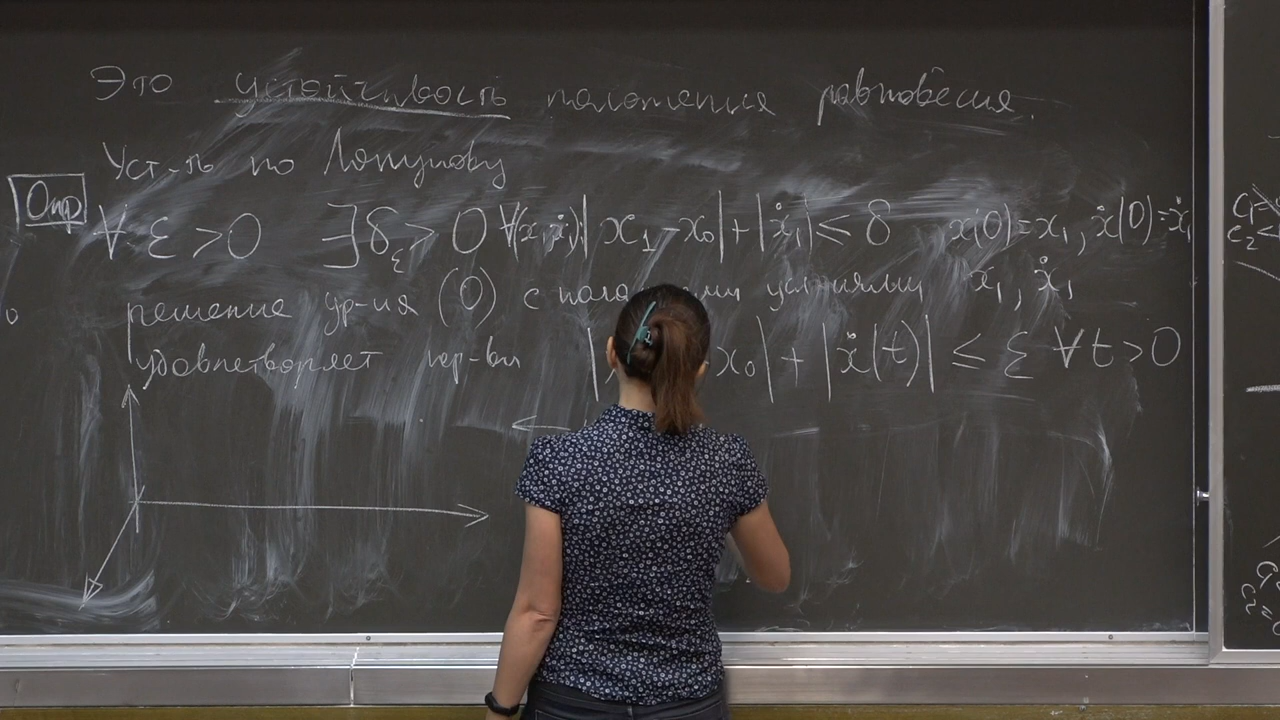 Это устойчивость положения равновесия.
Уст-ть по Ляпунову
Опр
∀ ε > 0 ∃ δ_ε > 0 ∀(x₁,ẋ₁) |x₁ - x₀| + |ẋ₁| ≤ δ x(0)=x₁, ẋ(0)=ẋ₁
решение ур-ия (0) с условиями x₁, ẋ₁
удовлетворяет нер-ву x₀| + |ẋ(t)| ≤ ε ∀ t > 0